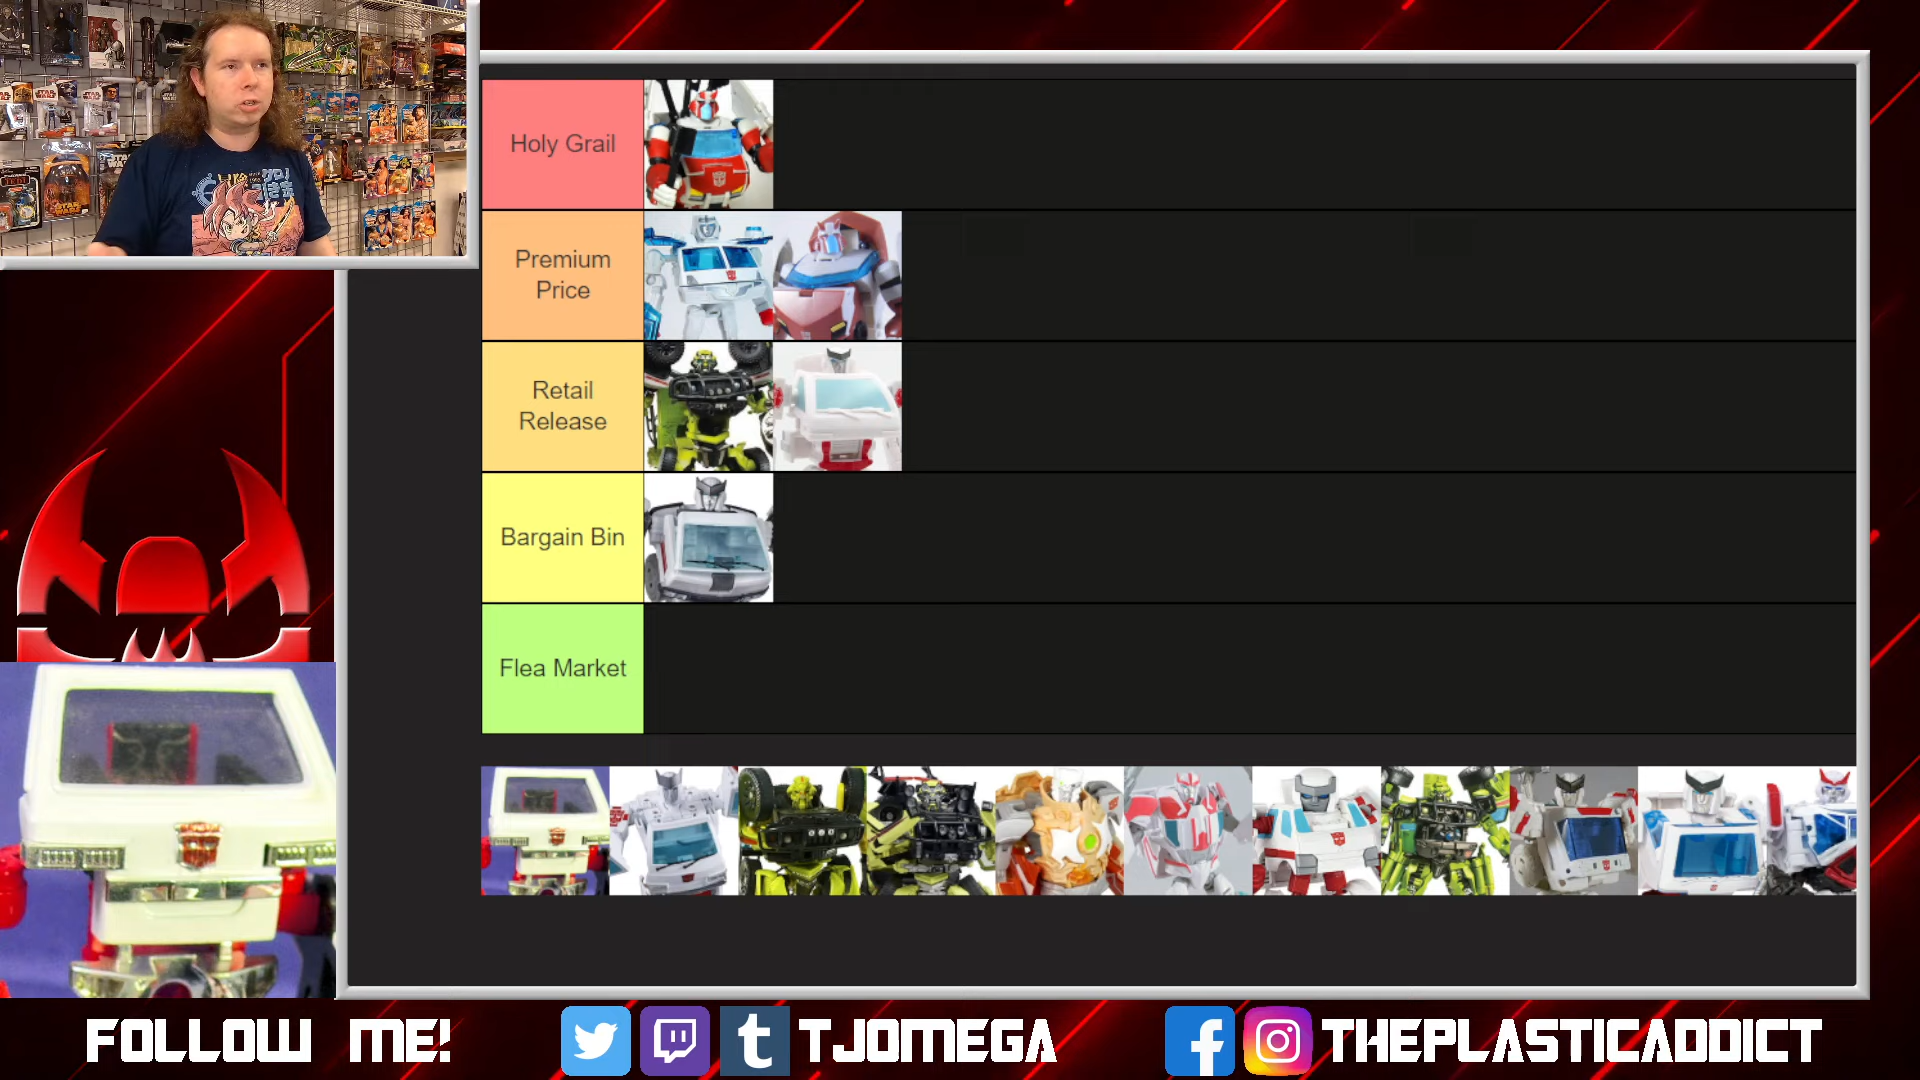 Holy Grail
Premium
Price
Retail
Release
Bargain Bin
Flea Market
FOLLOW ME!
TJOMEGA
THEPLASTICADDICT